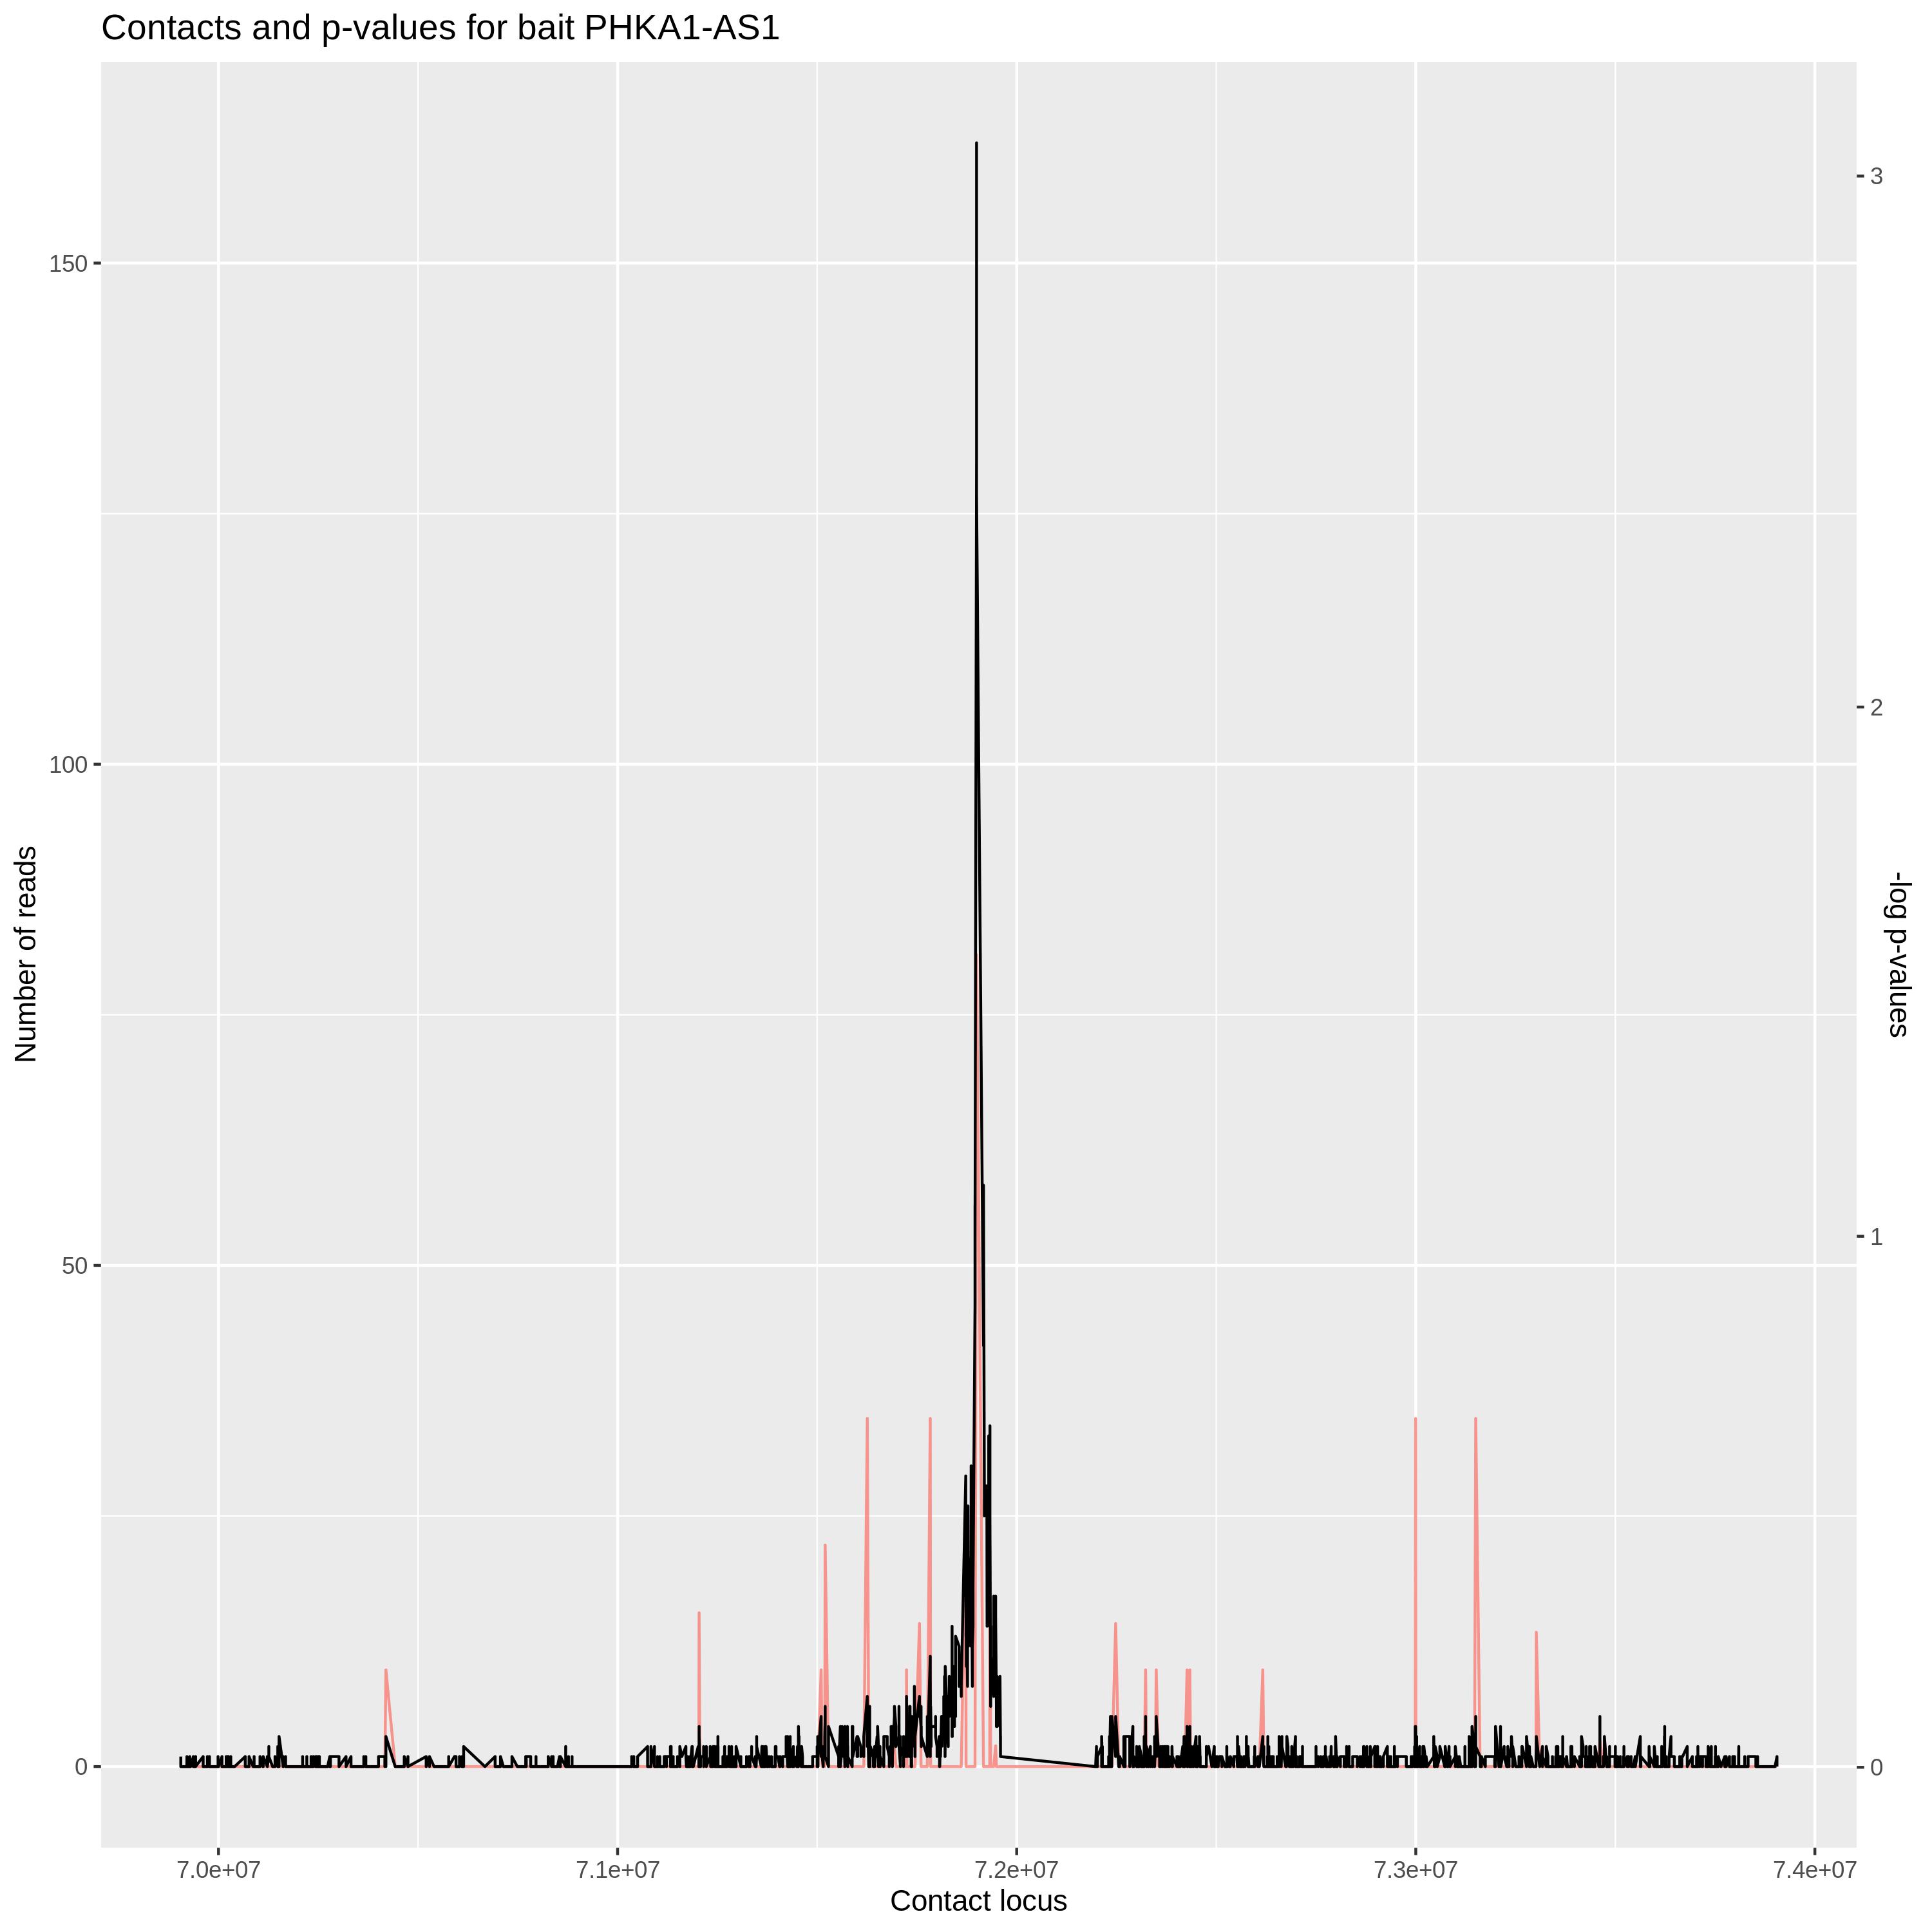 Contacts and p-values for bait PHKA1-AS1
3
150
2
100
Number of reads
-log p-values
1
50
0
0
7.0e+07
7.1e+07
7.2e+07
7.3e+07
7.4e+07
Contact locus